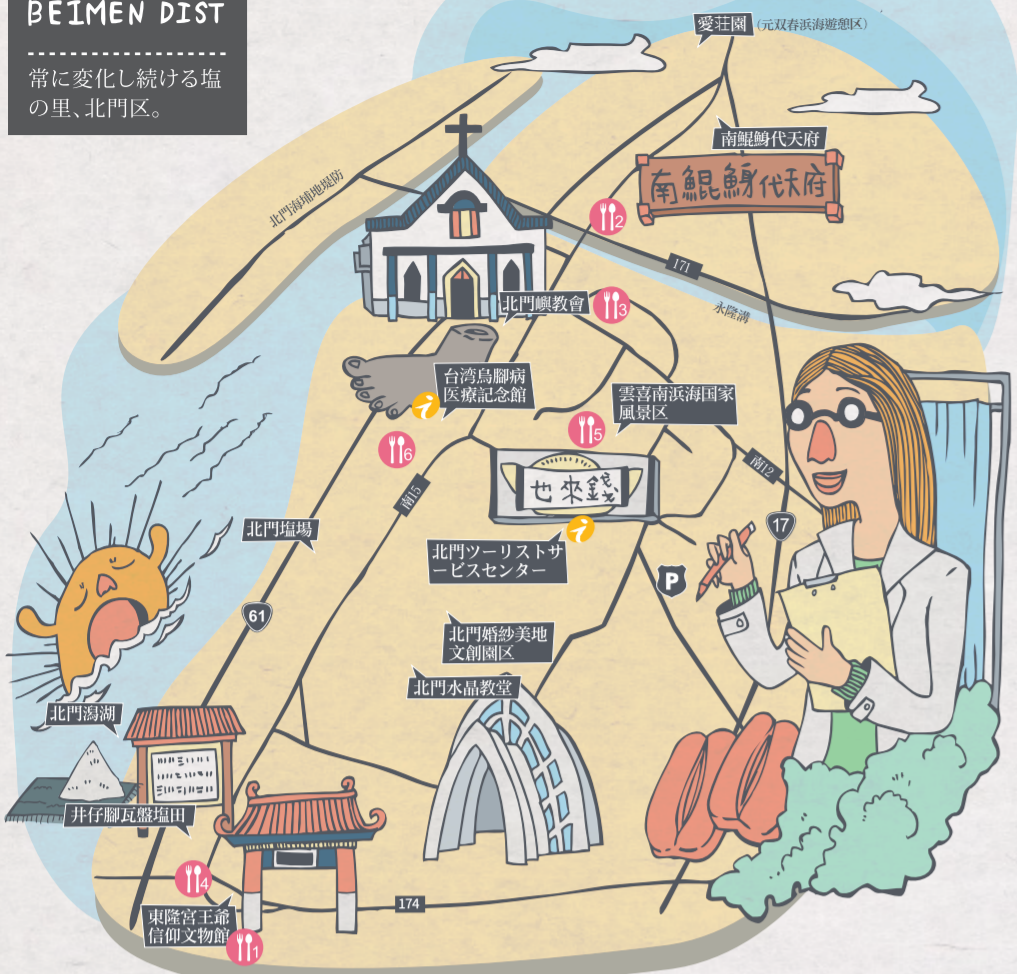 BEIMEN DIST
常に変化し続ける塩
の里、北門区。
愛荘園
(元双春浜海遊憩区)
南鯤鯓代天府
南鯤鯓代天府
北門海埔地堤防
2
171
永隆溝
北門嶼教會
3
台湾烏腳病
医療記念館
i
雲喜南浜海国家
風景区
5
6
南12
南15
也來錢
i
17
北門塩場
北門ツーリストサ
ービスセンター
P
61
北門婚紗美地
文創園区
北門水晶教堂
北門潟湖
井仔腳瓦盤塩田
4
174
東隆宮王爺
信仰文物館
1